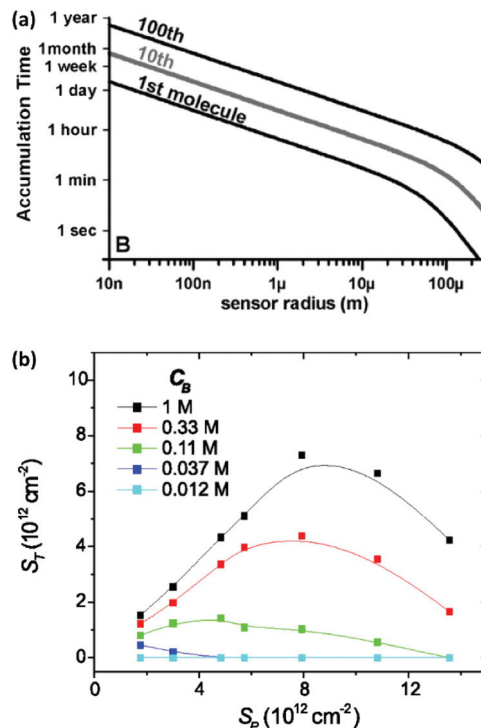 (a)
1 year
1month
1 week
1 day
1 hour
1 min
1 sec
Accumulation Time
100th
10th
1st molecule
B
10n 100n 1µ 10µ 100µ
sensor radius (m)
(b)
C_B
1 M
0.33 M
0.11 M
0.037 M
0.012 M
10
8
6
4
2
0
S_T (10^12 cm^-2)
0 4 8 12
S_P (10^12 cm^-2)